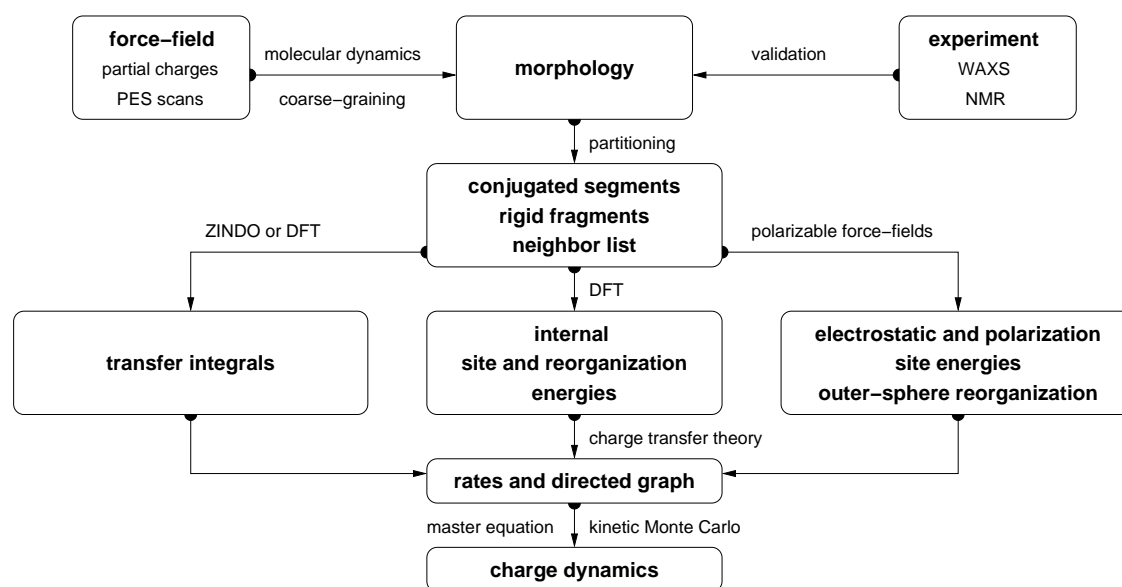 force−field
partial charges
PES scans
molecular dynamics
coarse−graining
morphology
validation
experiment
WAXS
NMR
partitioning
conjugated segments
rigid fragments
neighbor list
ZINDO or DFT
polarizable force−fields
DFT
transfer integrals
internal
site and reorganization
energies
electrostatic and polarization
site energies
outer−sphere reorganization
charge transfer theory
rates and directed graph
master equation
kinetic Monte Carlo
charge dynamics